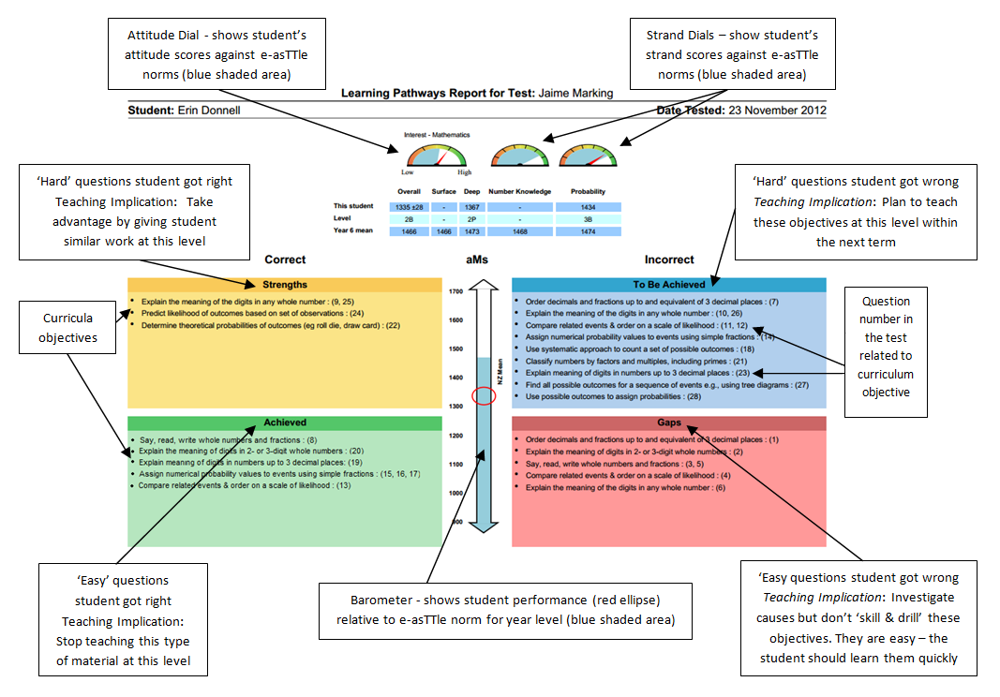 Attitude Dial - shows student's
attitude scores against e-asTTle
norms (blue shaded area)
Strand Dials – show student's
strand scores against e-asTTle
norms (blue shaded area)
Learning Pathways Report for Test: Jaime Marking
Student: Erin Donnell
Date Tested: 23 November 2012
Interest - Mathematics
Low High
'Hard' questions student got right
Teaching Implication: Take
advantage by giving student
similar work at this level
'Hard' questions student got wrong
Teaching Implication: Plan to teach
these objectives at this level within
the next term
Overall Surface Deep Number Knowledge Probability
This student 1335 ±28 - 1367 - 1434
Level 2B - 2P - 3B
Year 6 mean 1466 1466 1473 1468 1474
Correct aMs Incorrect
Strengths
• Explain the meaning of the digits in any whole number : (9, 25)
• Predict likelihood of outcomes based on set of observations : (24)
• Determine theoretical probabilities of outcomes (eg roll die, draw card) : (22)
Curricula
objectives
1700
1600
1500
1400
1300
1200
1100
1000
900
NZ Mean
To Be Achieved
• Order decimals and fractions up to and equivalent of 3 decimal places : (7)
• Explain the meaning of the digits in any whole number : (10, 26)
• Compare related events & order on a scale of likelihood : (11, 12)
• Assign numerical probability values to events using simple fractions : (14)
• Use systematic approach to count a set of possible outcomes : (18)
• Classify numbers by factors and multiples, including primes : (21)
• Explain meaning of digits in numbers up to 3 decimal places : (23)
• Find all possible outcomes for a sequence of events e.g., using tree diagrams : (27)
• Use possible outcomes to assign probabilities : (28)
Question
number in
the test
related to
curriculum
objective
Achieved
• Say, read, write whole numbers and fractions : (8)
• Explain the meaning of digits in 2- or 3-digit whole numbers : (20)
• Explain meaning of digits in numbers up to 3 decimal places: (19)
• Assign numerical probability values to events using simple fractions : (15, 16, 17)
• Compare related events & order on a scale of likelihood : (13)
Gaps
• Order decimals and fractions up to and equivalent of 3 decimal places : (1)
• Explain the meaning of digits in 2- or 3-digit whole numbers : (2)
• Say, read, write whole numbers and fractions : (3, 5)
• Compare related events & order on a scale of likelihood : (4)
• Explain the meaning of the digits in any whole number : (6)
'Easy' questions
student got right
Teaching Implication:
Stop teaching this type
of material at this level
Barometer - shows student performance (red ellipse)
relative to e-asTTle norm for year level (blue shaded area)
'Easy questions student got wrong
Teaching Implication: Investigate
causes but don't 'skill & drill' these
objectives. They are easy – the
student should learn them quickly